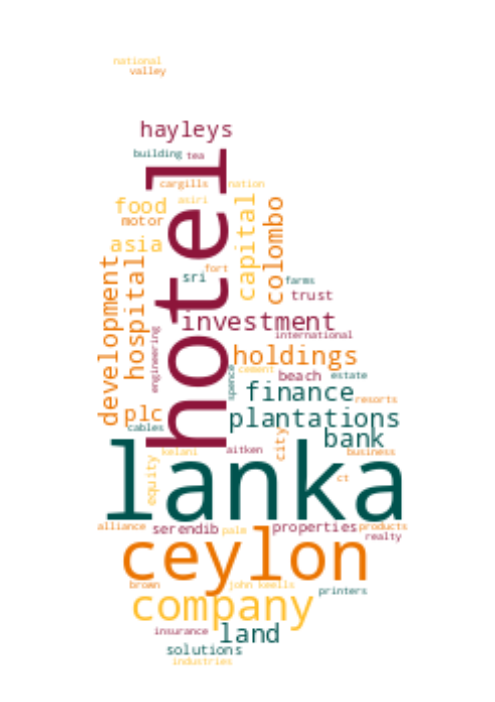 national
valley
hayleys
building tea
cargills nation
hotel
food asiri
motor
capital
colombo
asia
development
hospital
sri fort
farms
trust
investment
international
engineering
holdings
cement
beach estate
spence
finance resorts
plantations
plc
cables
bank
city
lanka
kelani aitken business
equity
ct
alliance serendib palm properties products
realty
ceylon
brown john keells printers
company
insurance land
solutions
industries